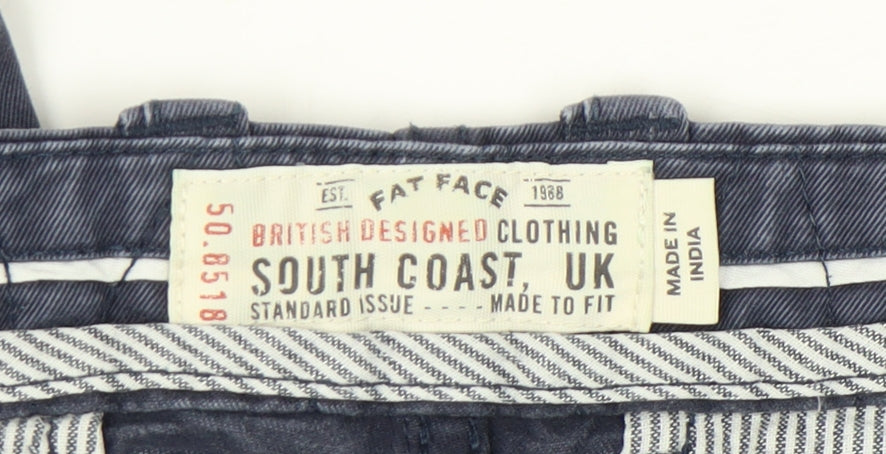 EST. FAT FACE 1988
BRITISH DESIGNED CLOTHING
SOUTH COAST, UK
STANDARD ISSUE - - - - MADE TO FIT
50.8518
MADE IN
INDIA